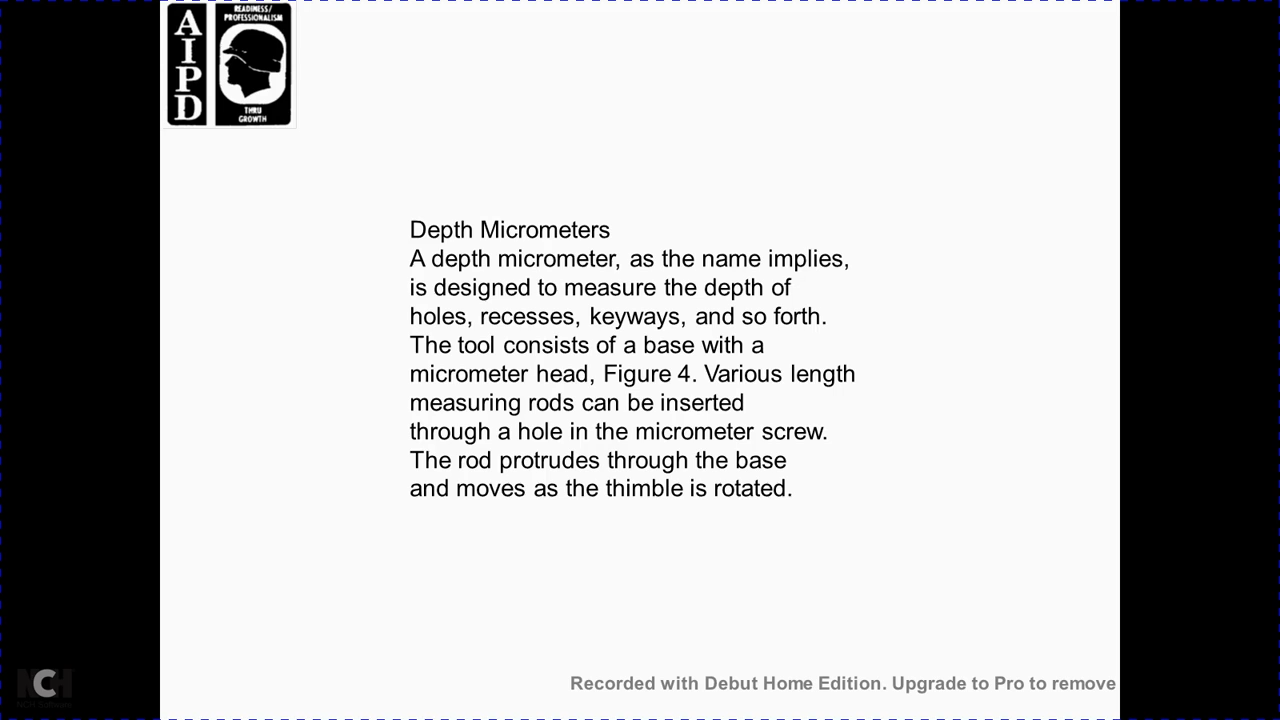 AIPD
READINESS/
PROFESSIONALISM
THRU
GROWTH
Depth Micrometers
A depth micrometer, as the name implies,
is designed to measure the depth of
holes, recesses, keyways, and so forth.
The tool consists of a base with a
micrometer head, Figure 4. Various length
measuring rods can be inserted
through a hole in the micrometer screw.
The rod protrudes through the base
and moves as the thimble is rotated.
NCH
NCH Software
Recorded with Debut Home Edition. Upgrade to Pro to remove